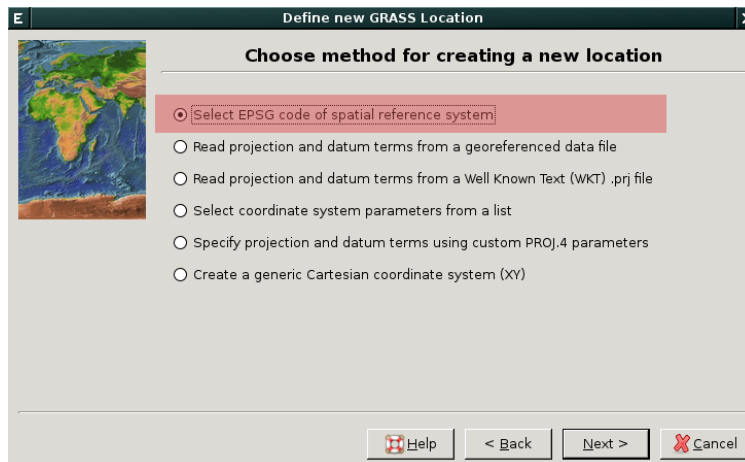 Define new GRASS Location
Choose method for creating a new location
Select EPSG code of spatial reference system
Read projection and datum terms from a georeferenced data file
Read projection and datum terms from a Well Known Text (WKT) .prj file
Select coordinate system parameters from a list
Specify projection and datum terms using custom PROJ.4 parameters
Create a generic Cartesian coordinate system (XY)
Help < Back Next > Cancel